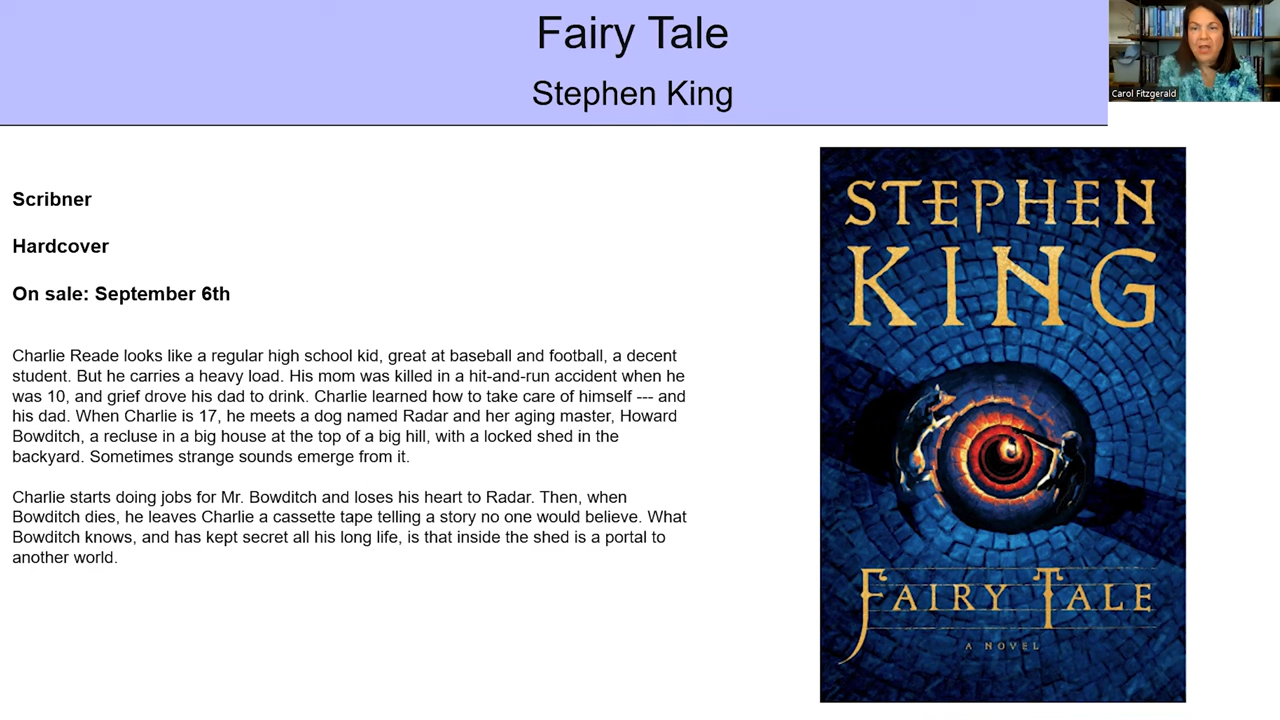 Fairy Tale
Stephen King
Carol Fitzgerald
Scribner
Hardcover
On sale: September 6th
Charlie Reade looks like a regular high school kid, great at baseball and football, a decent
student. But he carries a heavy load. His mom was killed in a hit-and-run accident when he
was 10, and grief drove his dad to drink. Charlie learned how to take care of himself --- and
his dad. When Charlie is 17, he meets a dog named Radar and her aging master, Howard
Bowditch, a recluse in a big house at the top of a big hill, with a locked shed in the
backyard. Sometimes strange sounds emerge from it.
Charlie starts doing jobs for Mr. Bowditch and loses his heart to Radar. Then, when
Bowditch dies, he leaves Charlie a cassette tape telling a story no one would believe. What
Bowditch knows, and has kept secret all his long life, is that inside the shed is a portal to
another world.
STEPHEN
KING
FAIRY TALE
A NOVEL